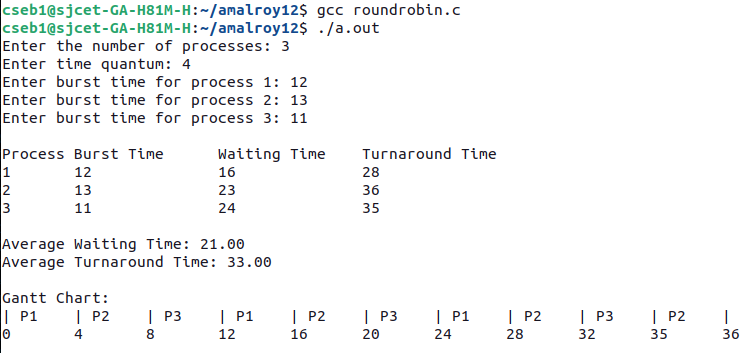 cseb1@sjcet-GA-H81M-H:~/amalroy12$ gcc roundrobin.c
cseb1@sjcet-GA-H81M-H:~/amalroy12$ ./a.out
Enter the number of processes: 3
Enter time quantum: 4
Enter burst time for process 1: 12
Enter burst time for process 2: 13
Enter burst time for process 3: 11
Process Burst Time      Waiting Time    Turnaround Time
1       12              16              28
2       13              23              36
3       11              24              35
Average Waiting Time: 21.00
Average Turnaround Time: 33.00
Gantt Chart:
| P1    | P2    | P3    | P1    | P2    | P3    | P1    | P2    | P3    | P2    |
0       4       8       12      16      20      24      28      32      35      36